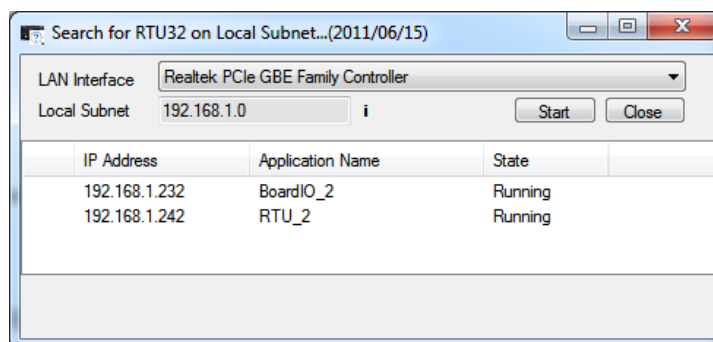 Search for RTU32 on Local Subnet...(2011/06/15)
LAN Interface Realtek PCIe GBE Family Controller
Local Subnet 192.168.1.0 i Start Close
IP Address Application Name State
192.168.1.232 BoardIO_2 Running
192.168.1.242 RTU_2 Running